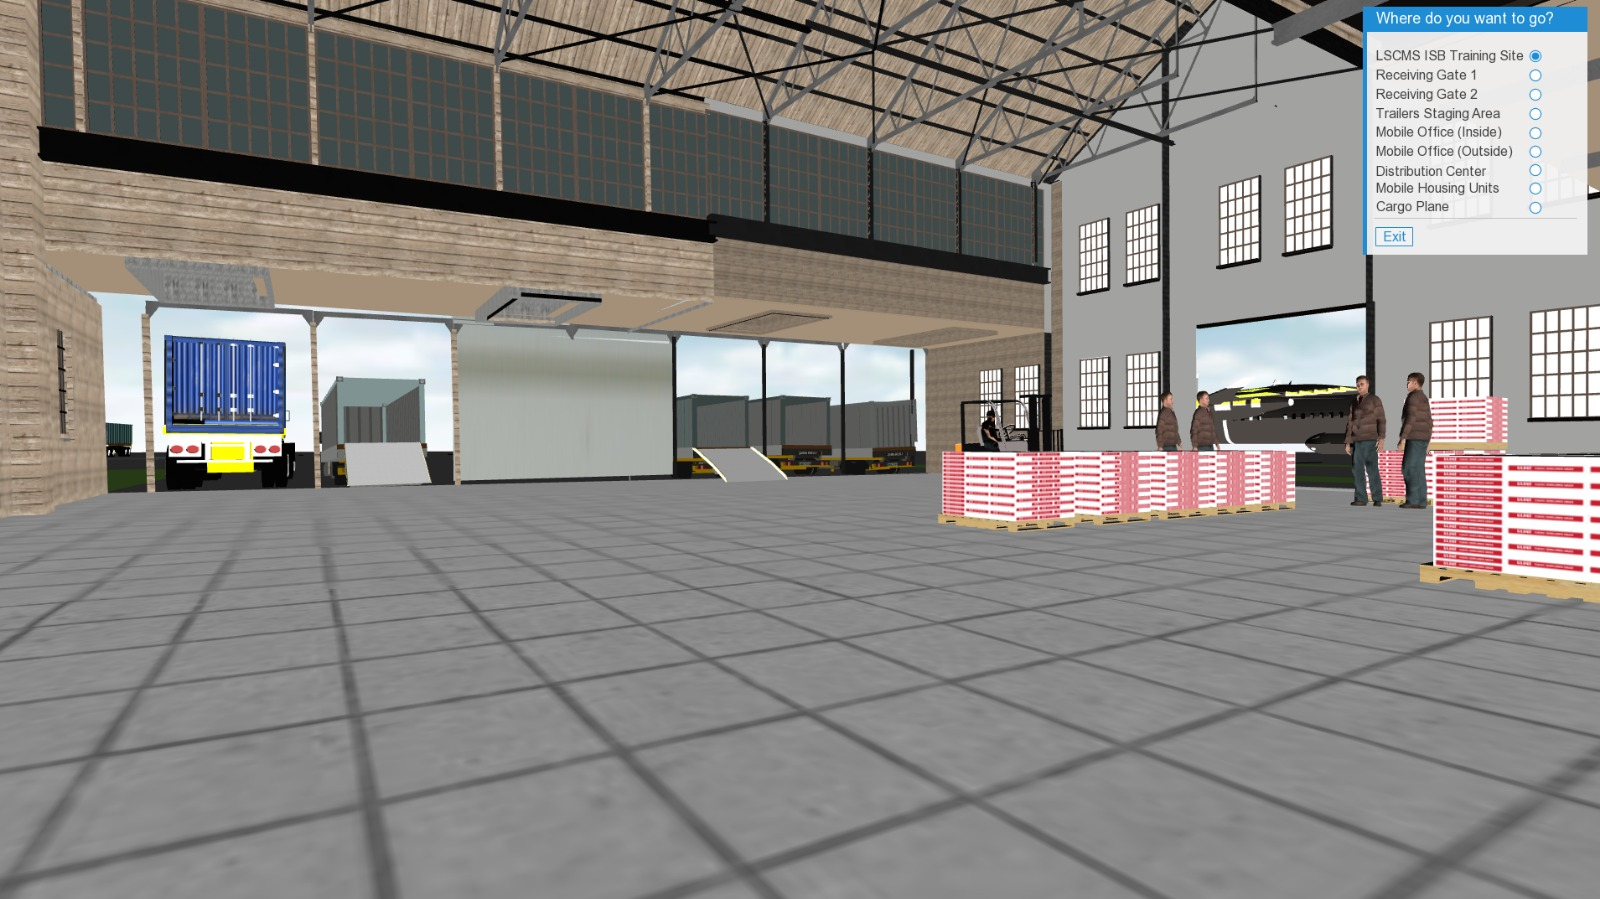 Where do you want to go?
LSCMS ISB Training Site
Receiving Gate 1
Receiving Gate 2
Trailers Staging Area
Mobile Office (Inside)
Mobile Office (Outside)
Distribution Center
Mobile Housing Units
Cargo Plane
Exit